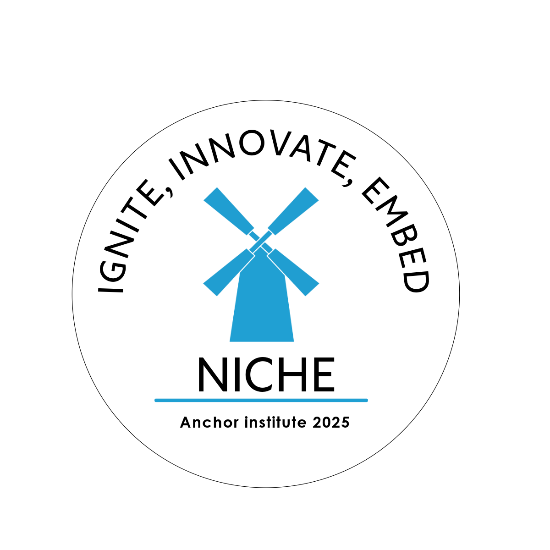 IGNITE, INNOVATE, EMBED
NICHE
Anchor institute 2025